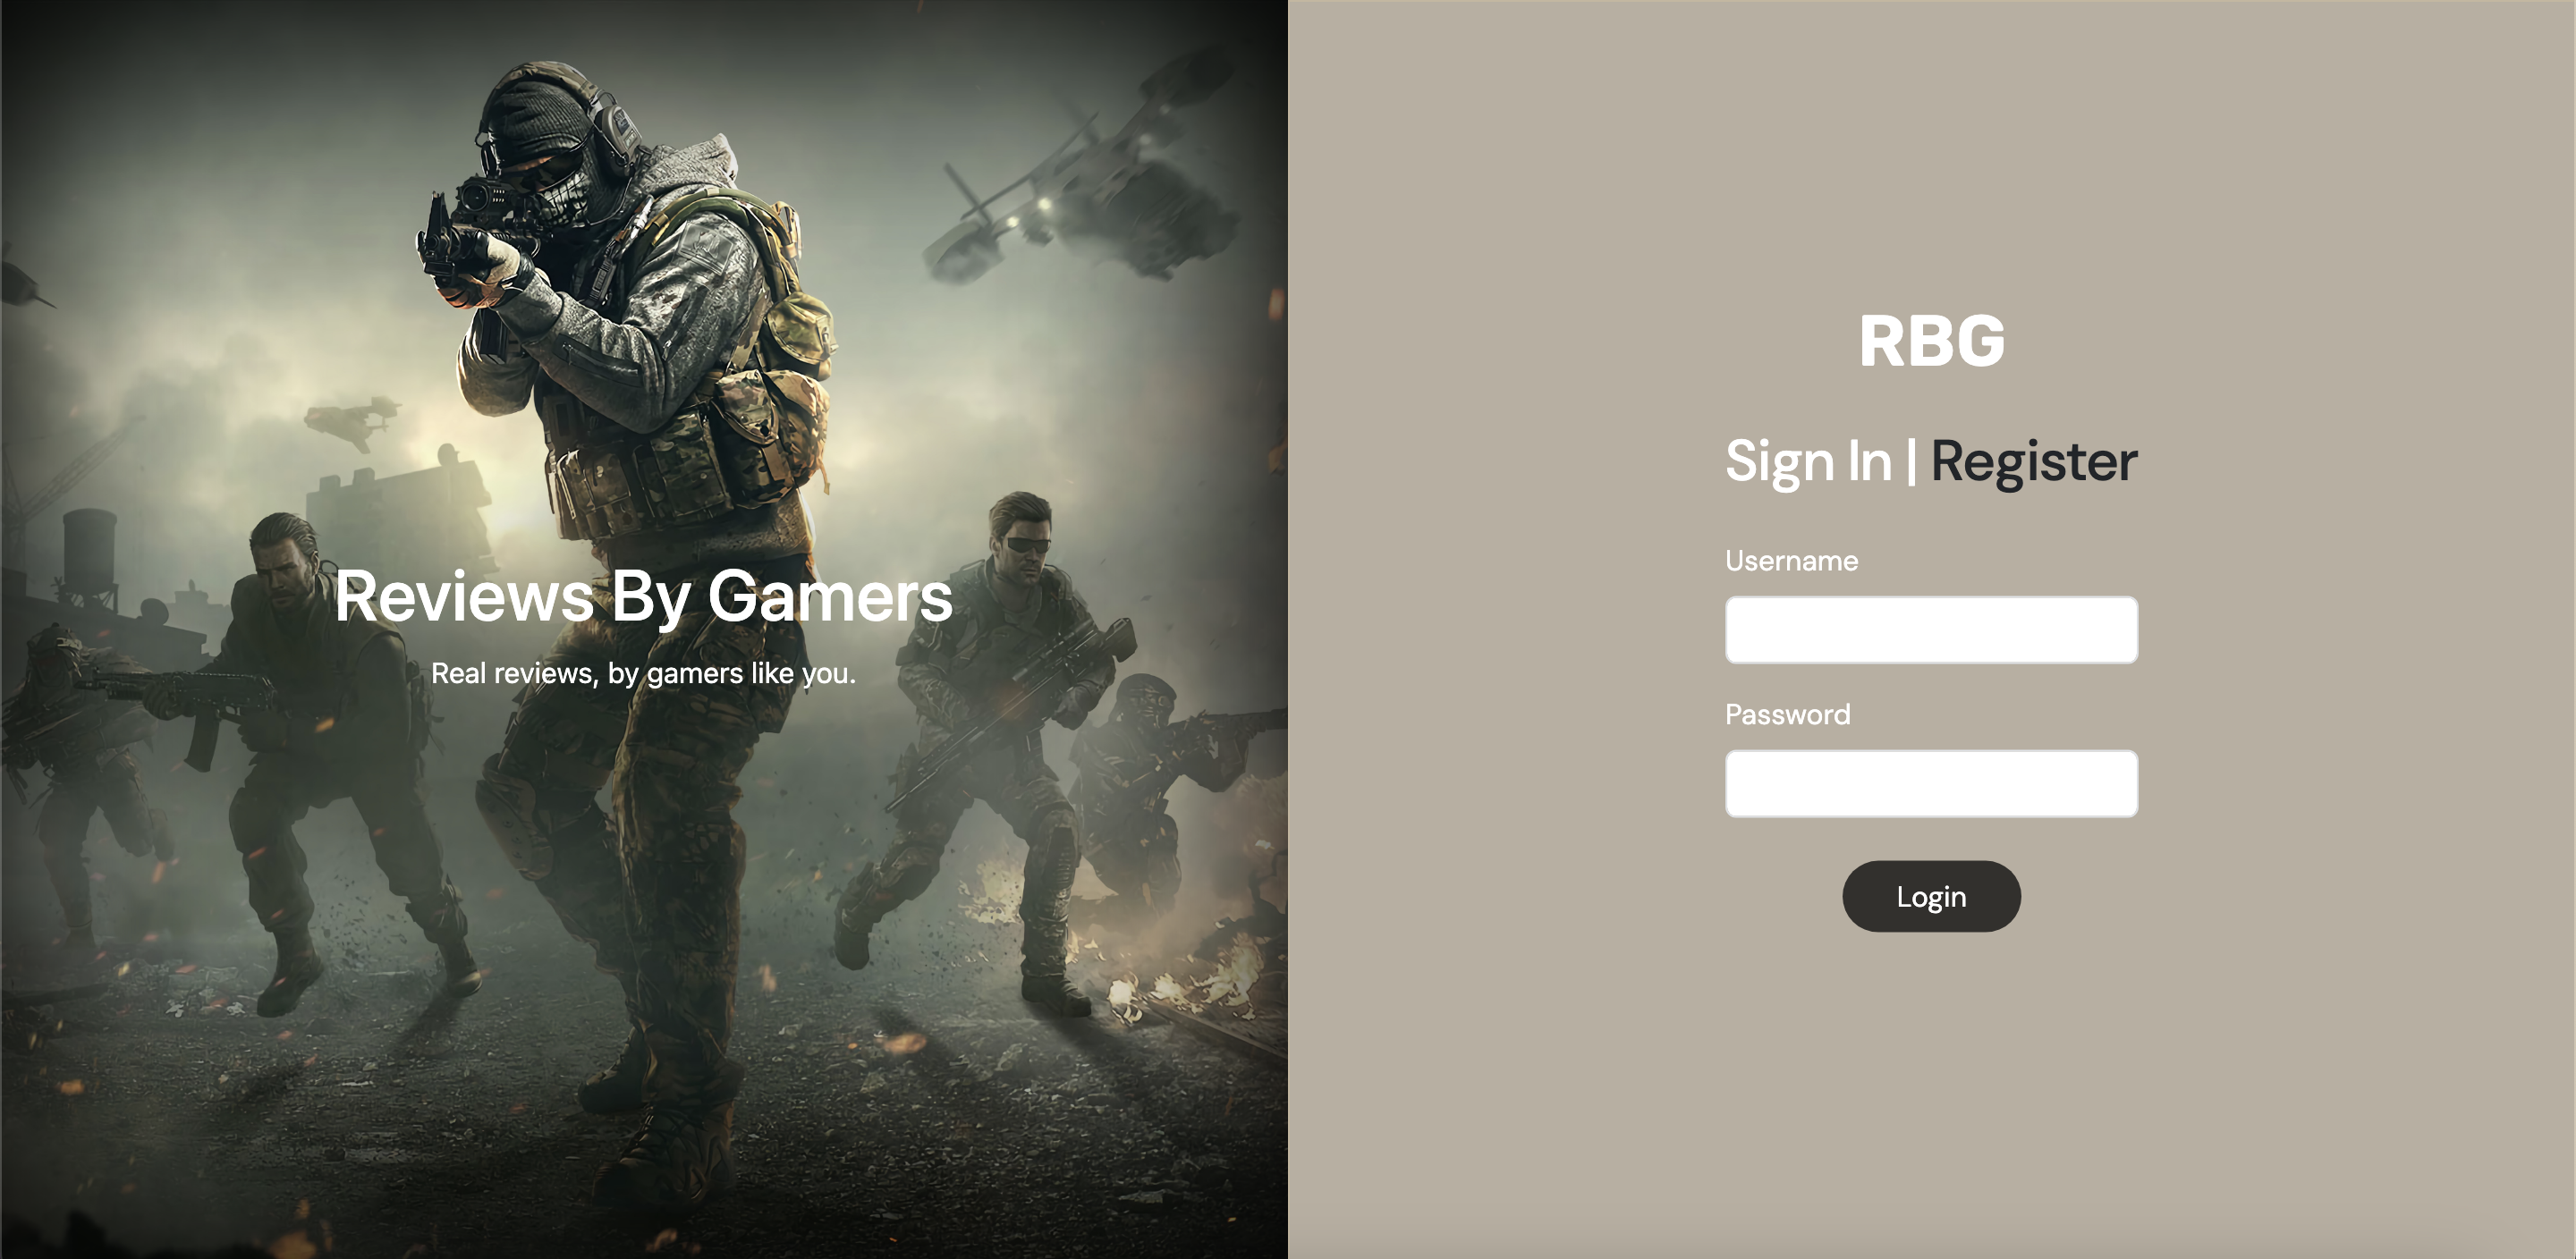 Reviews By Gamers
Real reviews, by gamers like you.
RBG
Sign In | Register
Username
Password
Login